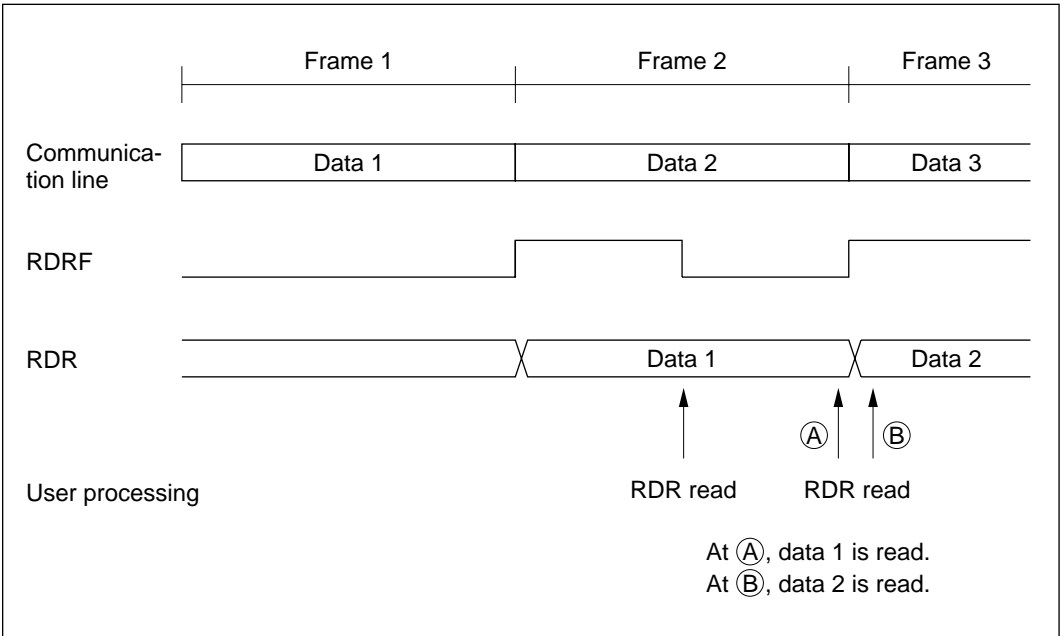 Frame 1 Frame 2 Frame 3
Communica-
tion line
Data 1 Data 2 Data 3
RDRF
RDR Data 1 Data 2
Ⓐ Ⓑ
User processing RDR read RDR read
At Ⓐ, data 1 is read.
At Ⓑ, data 2 is read.